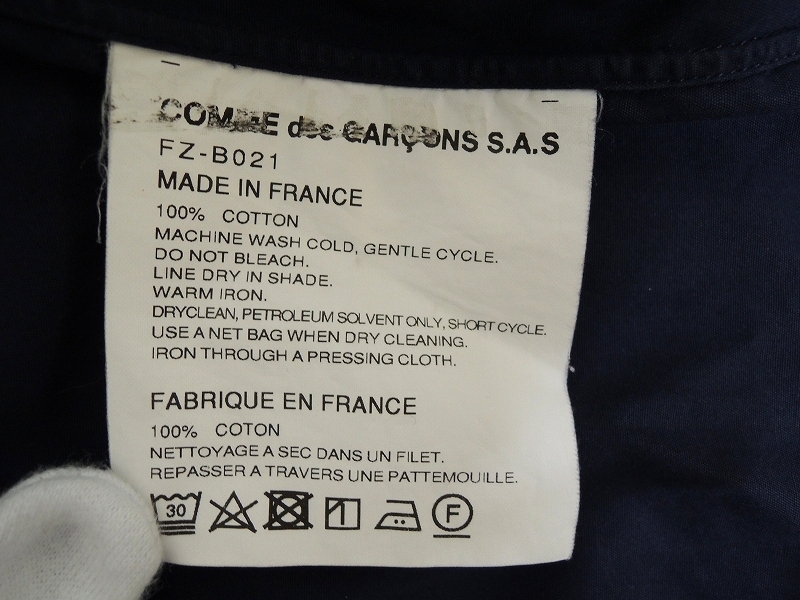 COMME des GARÇONS S.A.S
FZ-B021
MADE IN FRANCE
100% COTTON
MACHINE WASH COLD, GENTLE CYCLE.
DO NOT BLEACH.
LINE DRY IN SHADE.
WARM IRON.
DRYCLEAN, PETROLEUM SOLVENT ONLY, SHORT CYCLE.
USE A NET BAG WHEN DRY CLEANING.
IRON THROUGH A PRESSING CLOTH.
FABRIQUE EN FRANCE
100% COTON
NETTOYAGE A SEC DANS UN FILET.
REPASSER A TRAVERS UNE PATTEMOUILLE.
30 F